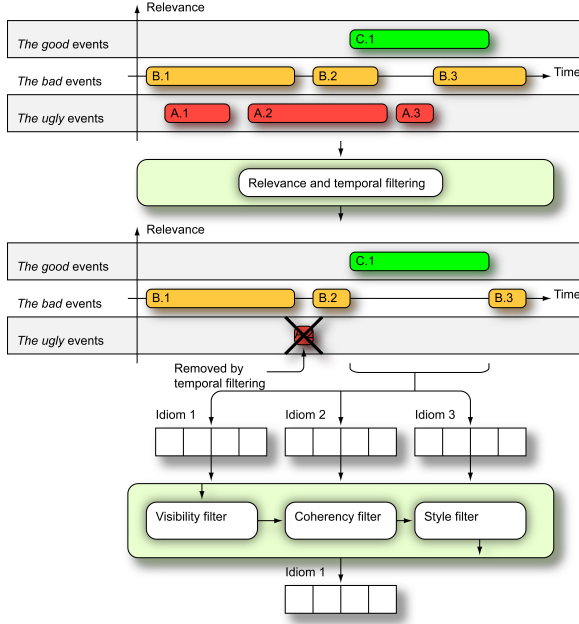 Relevance
C.1
The good events
The bad events
B.1
B.2
B.3
Time
The ugly events
A.1
A.2
A.3
Relevance and temporal filtering
Relevance
C.1
The good events
The bad events
B.1
B.2
B.3
Time
The ugly events
Removed by
temporal filtering
Idiom 1
Idiom 2
Idiom 3
Visibility filter
Coherency filter
Style filter
Idiom 1